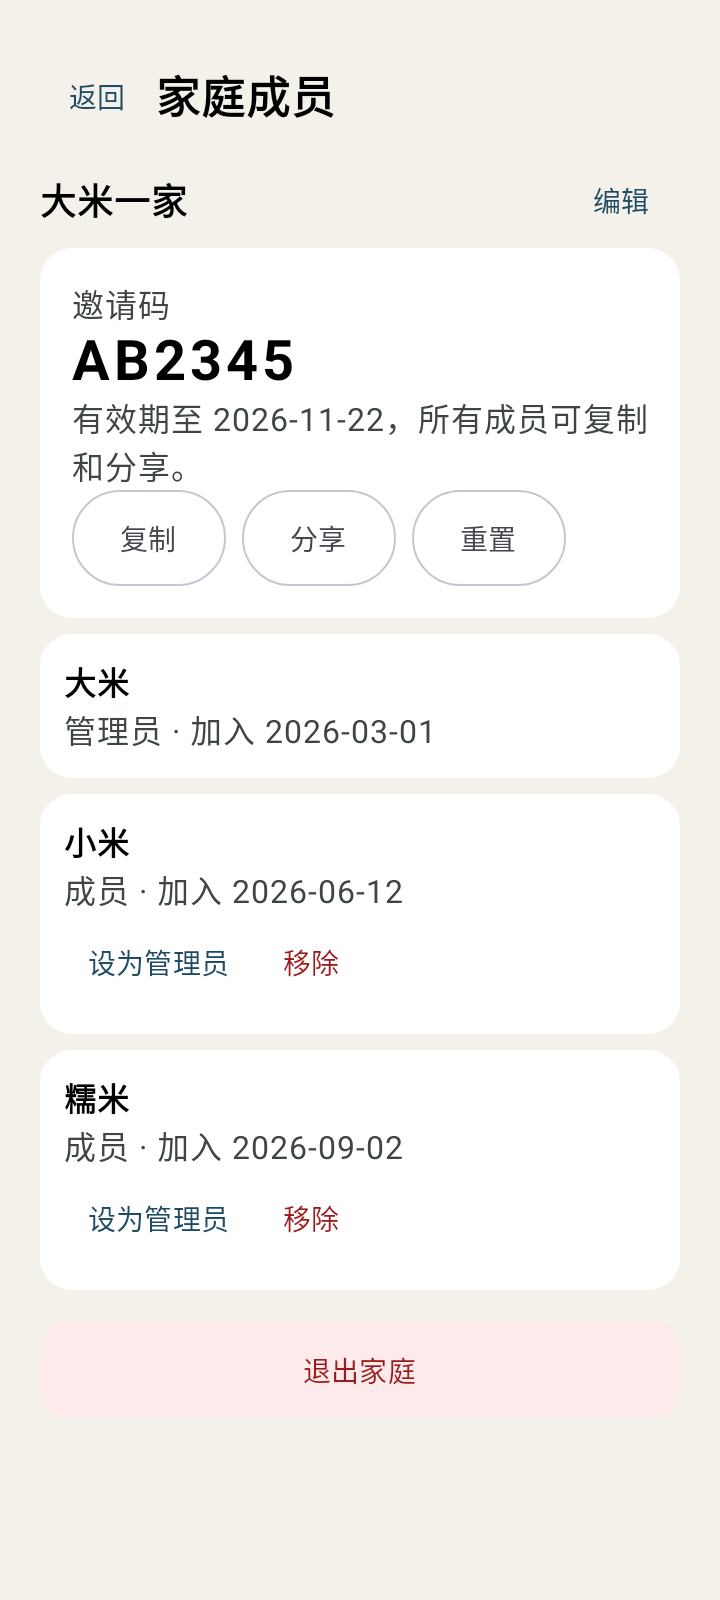 返回 家庭成员
大米一家 编辑
邀请码
AB2345
有效期至 2026-11-22，所有成员可复制
和分享。
复制 分享 重置
大米
管理员 · 加入 2026-03-01
小米
成员 · 加入 2026-06-12
设为管理员 移除
糯米
成员 · 加入 2026-09-02
设为管理员 移除
退出家庭